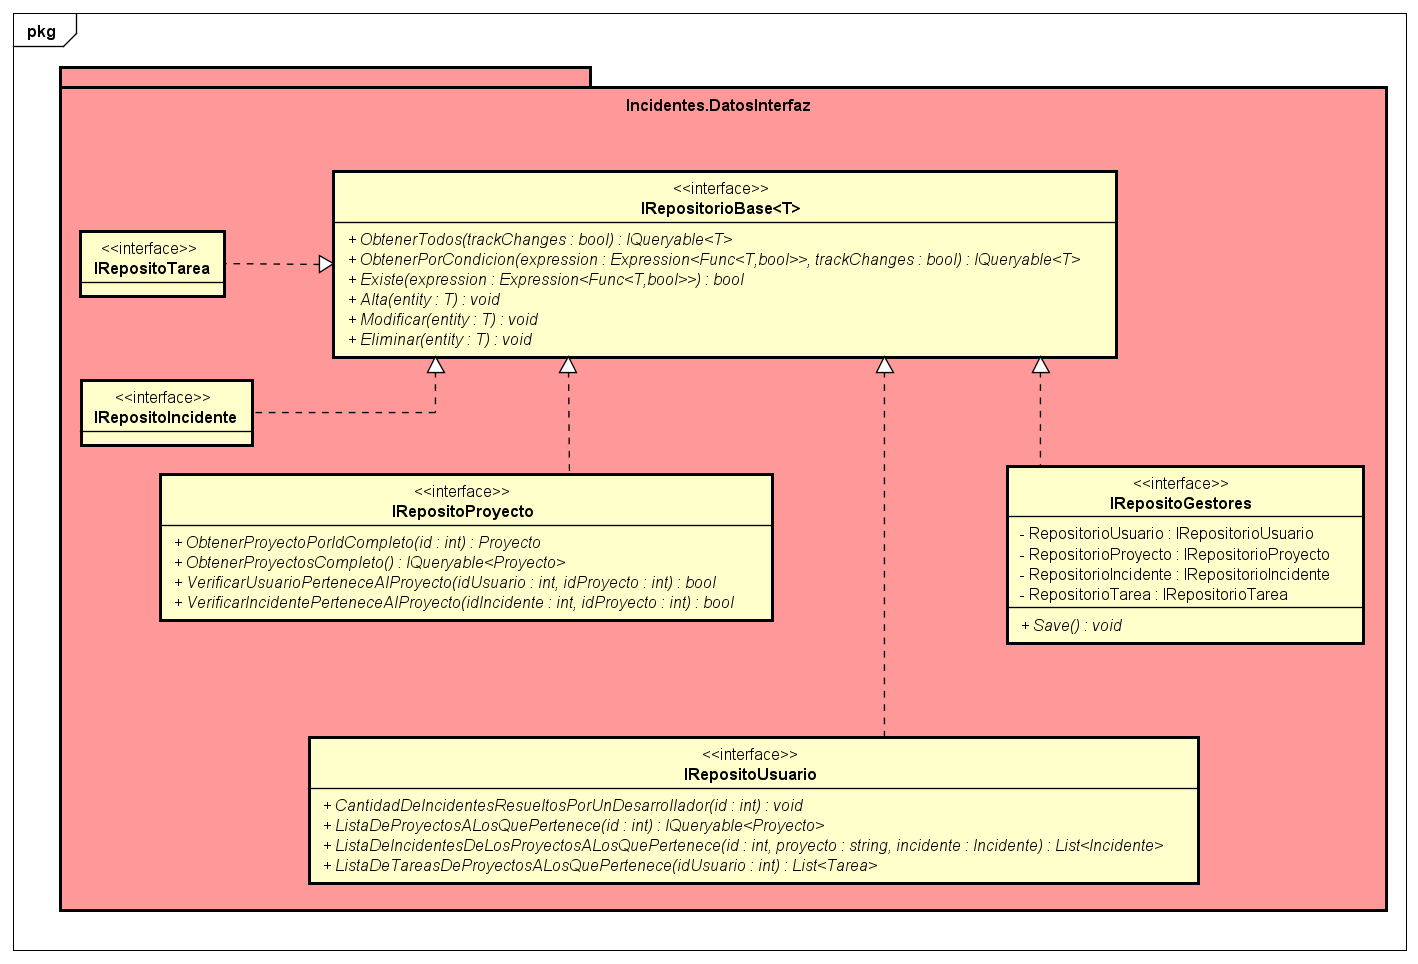 pkg
Incidentes.DatosInterfaz
<<interface>>
IRepositorioBase<T>
+ ObtenerTodos(trackChanges : bool) : IQueryable<T>
+ ObtenerPorCondicion(expression : Expression<Func<T,bool>>, trackChanges : bool) : IQueryable<T>
+ Existe(expression : Expression<Func<T,bool>>) : bool
+ Alta(entity : T) : void
+ Modificar(entity : T) : void
+ Eliminar(entity : T) : void
<<interface>>
IRepositoTarea
<<interface>>
IRepositoIncidente
<<interface>>
IRepositoProyecto
+ ObtenerProyectoPorIdCompleto(id : int) : Proyecto
+ ObtenerProyectosCompleto() : IQueryable<Proyecto>
+ VerificarUsuarioPerteneceAlProyecto(idUsuario : int, idProyecto : int) : bool
+ VerificarIncidentePerteneceAlProyecto(idIncidente : int, idProyecto : int) : bool
<<interface>>
IRepositoGestores
- RepositorioUsuario : IRepositorioUsuario
- RepositorioProyecto : IRepositorioProyecto
- RepositorioIncidente : IRepositorioIncidente
- RepositorioTarea : IRepositorioTarea
+ Save() : void
<<interface>>
IRepositoUsuario
+ CantidadDeIncidentesResueltosPorUnDesarrollador(id : int) : void
+ ListaDeProyectosALosQuePertenece(id : int) : IQueryable<Proyecto>
+ ListaDeIncidentesDeLosProyectosALosQuePertenece(id : int, proyecto : string, incidente : Incidente) : List<Incidente>
+ ListaDeTareasDeProyectosALosQuePertenece(idUsuario : int) : List<Tarea>